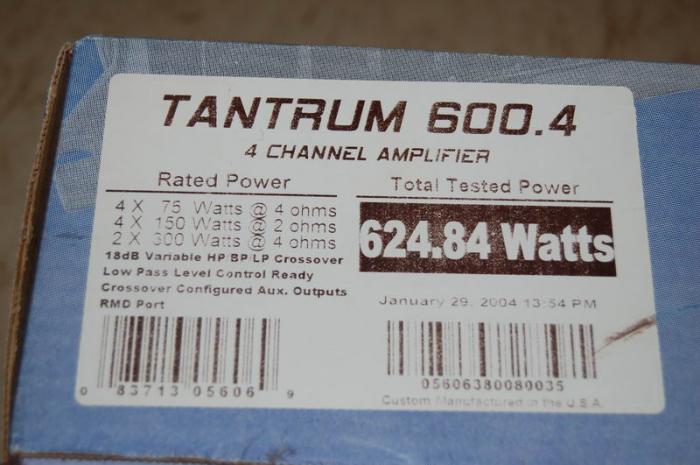 TANTRUM 600.4
4 CHANNEL AMPLIFIER
Rated Power
4 X 75 Watts @ 4 ohms
4 X 150 Watts @ 2 ohms
2 X 300 Watts @ 4 ohms
18dB Variable HP BP/LP Crossover
Low Pass Level Control Ready
Crossover Configured Aux. Outputs
RMD Port
0 83713 05606 9
Total Tested Power
624.84 Watts
January 29, 2004 13:54 PM
05606380080035
Custom Manufactured in the U.S.A.